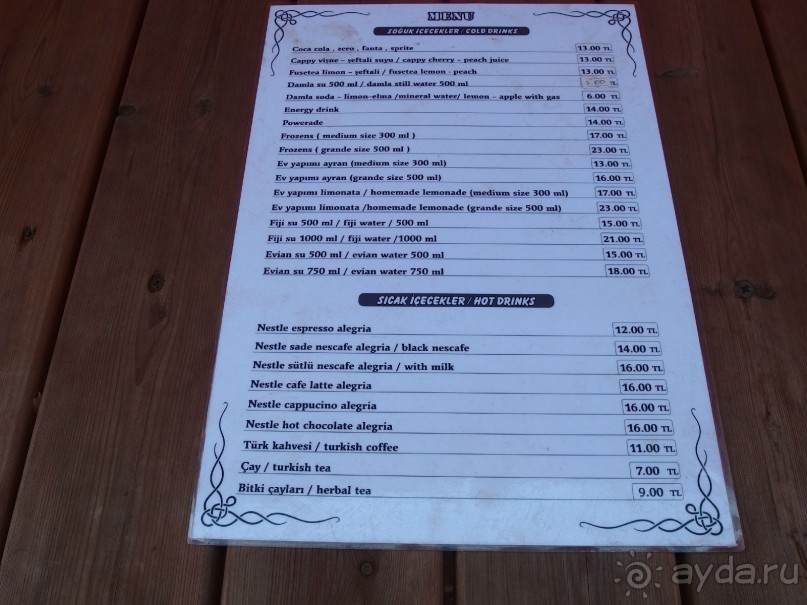 MENU
SOĞUK İÇECEKLER / COLD DRINKS
Coca cola , zero , fanta , sprite 13.00 TL
Cappy vişne – şeftali suyu / cappy cherry – peach juice 13.00 TL
Fusetea limon – şeftali / fusetea lemon - peach 13.00 TL
Damla su 500 ml / damla still water 500 ml TL
Damla soda – limon-elma /mineral water/ lemon – apple with gas 6.00 TL
Energy drink 14.00 TL
Powerade 14.00 TL
Frozens ( medium size 300 ml ) 17.00 TL
Frozens ( grande size 500 ml ) 23.00 TL
Ev yapımı ayran (medium size 300 ml) 13.00 TL
Ev yapımı ayran (grande size 500 ml) 16.00 TL
Ev yapımı limonata / homemade lemonade (medium size 300 ml) 17.00 TL
Ev yapımı limonata /homemade lemonade (grande size 500 ml) 23.00 TL
Fiji su 500 ml / fiji water / 500 ml 15.00 TL
Fiji su 1000 ml / fiji water /1000 ml 21.00 TL
Evian su 500 ml / evian water 500 ml 15.00 TL
Evian su 750 ml / evian water 750 ml 18.00 TL
SICAK İÇECEKLER / HOT DRINKS
Nestle espresso alegria 12.00 TL
Nestle sade nescafe alegria / black nescafe 14.00 TL
Nestle sütlü nescafe alegria / with milk 16.00 TL
Nestle cafe latte alegria 16.00 TL
Nestle cappucino alegria 16.00 TL
Nestle hot chocolate alegria 16.00 TL
Türk kahvesi / turkish coffee 11.00 TL
Çay / turkish tea 7.00 TL
Bitki çayları / herbal tea 9.00 TL
ayda.ru